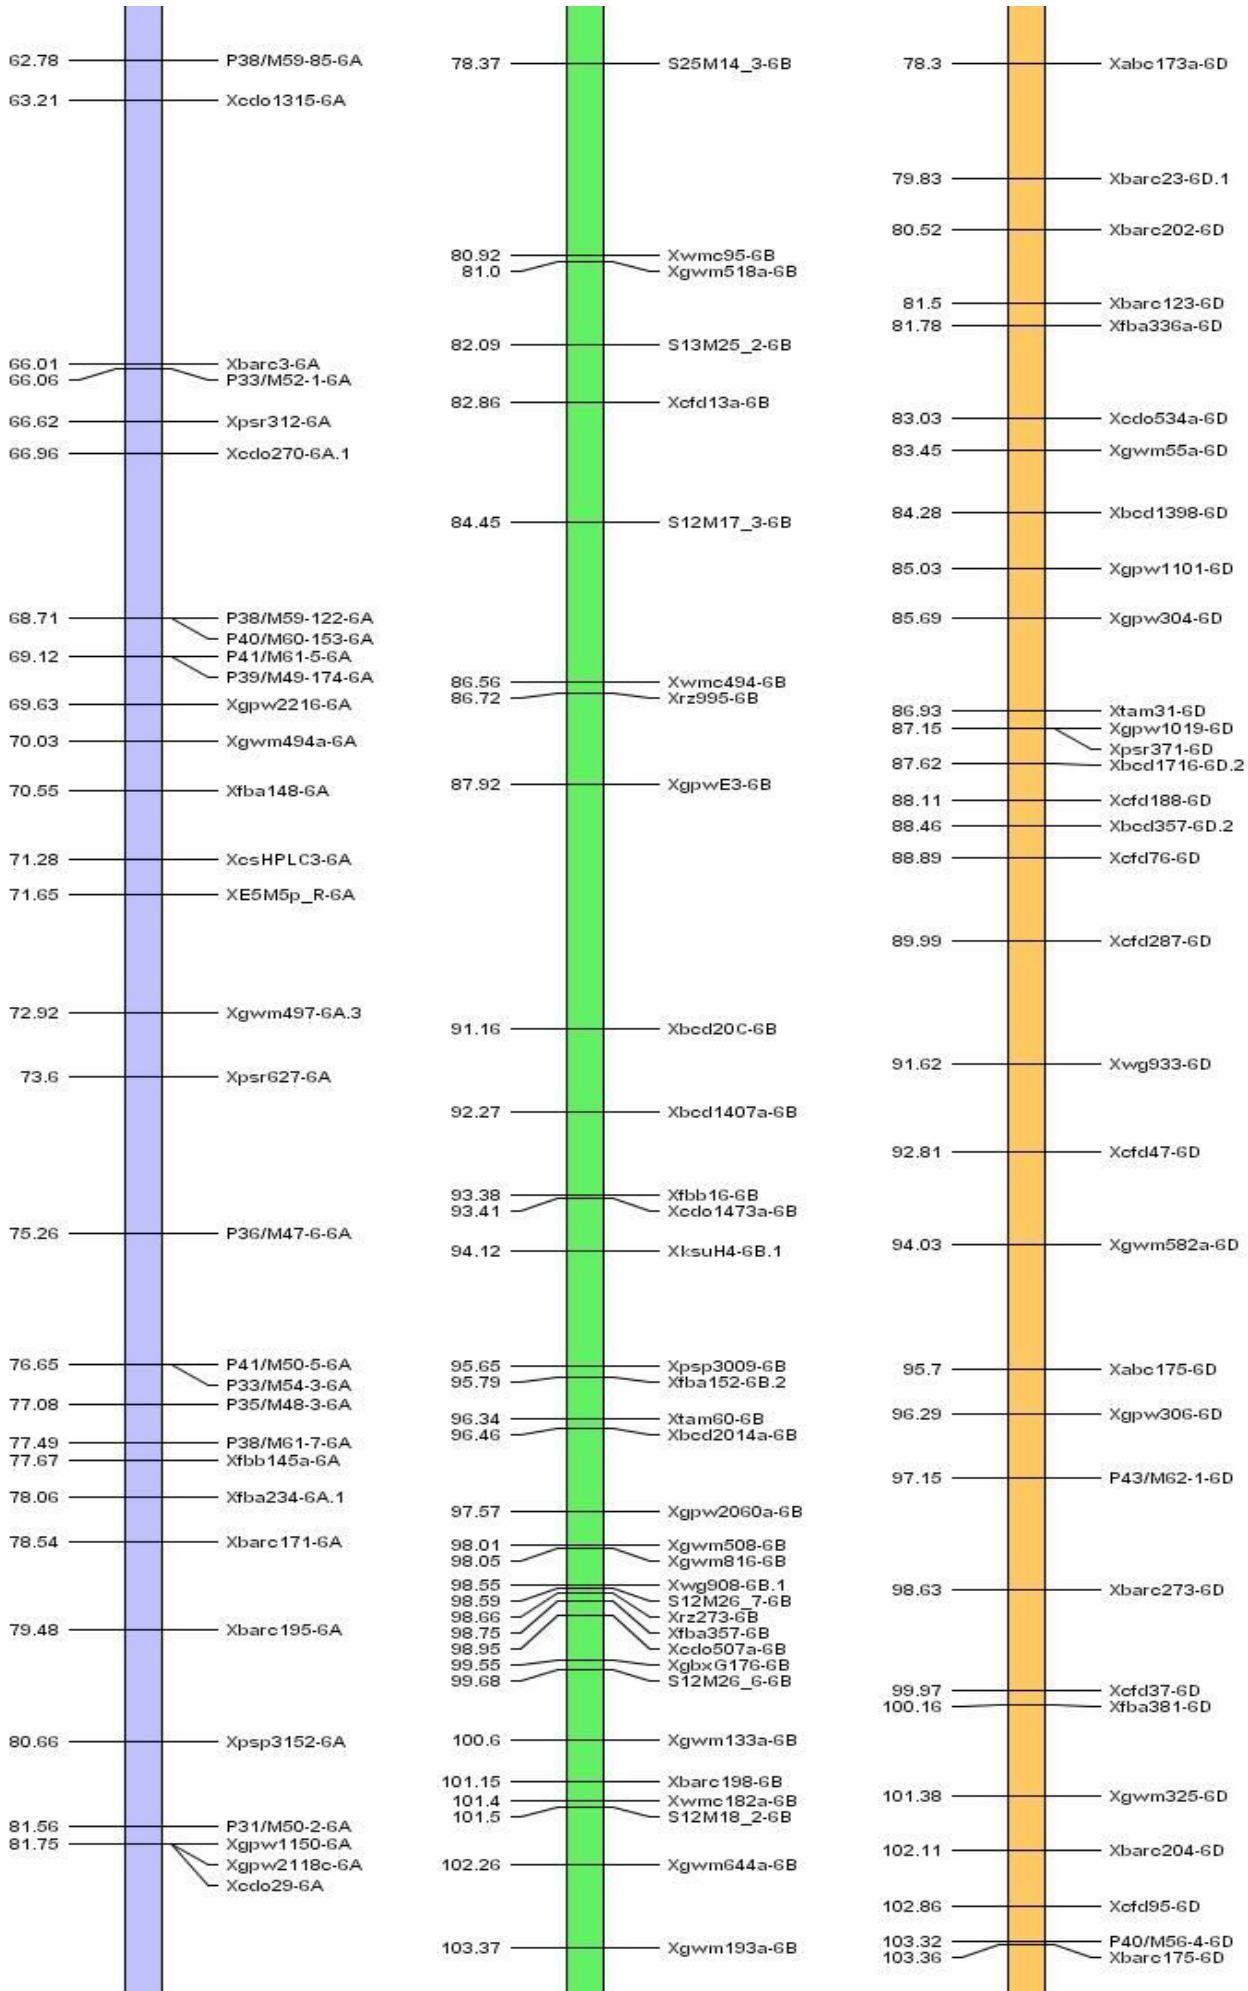 62.78 P38/M59-85-6A
63.21 Xcdo1315-6A
66.01 Xbarc3-6A
66.06 P33/M52-1-6A
66.62 Xpsr312-6A
66.96 Xcdo270-6A.1
68.71 P38/M59-122-6A
P40/M60-153-6A
69.12 P41/M61-5-6A
P39/M49-174-6A
69.63 Xgpw2216-6A
70.03 Xgwm494a-6A
70.55 Xfba148-6A
71.28 XcsHPLC3-6A
71.65 XE5M5p_R-6A
72.92 Xgwm497-6A.3
73.6 Xpsr627-6A
75.26 P36/M47-6-6A
76.65 P41/M50-5-6A
P33/M54-3-6A
77.08 P35/M48-3-6A
77.49 P38/M61-7-6A
77.67 Xfbb145a-6A
78.06 Xfba234-6A.1
78.54 Xbarc171-6A
79.48 Xbarc195-6A
80.66 Xpsp3152-6A
81.56 P31/M50-2-6A
81.75 Xgpw1150-6A
Xgpw2118c-6A
Xcdo29-6A
78.37 S25M14_3-6B
80.92 Xwmc95-6B
81.0 Xgwm518a-6B
82.09 S13M25_2-6B
82.86 Xcfd13a-6B
84.45 S12M17_3-6B
86.56 Xwmc494-6B
86.72 Xrz995-6B
87.92 XgpwE3-6B
91.16 Xbcd20C-6B
92.27 Xbcd1407a-6B
93.38 Xfbb16-6B
93.41 Xcdo1473a-6B
94.12 XksuH4-6B.1
95.65 Xpsp3009-6B
95.79 Xfba152-6B.2
96.34 Xtam60-6B
96.46 Xbcd2014a-6B
97.57 Xgpw2060a-6B
98.01 Xgwm508-6B
98.05 Xgwm816-6B
98.55 Xwg908-6B.1
98.59 S12M26_7-6B
98.66 Xrz273-6B
98.75 Xfba357-6B
98.95 Xcdo507a-6B
99.55 XgbxG176-6B
99.68 S12M26_6-6B
100.6 Xgwm133a-6B
101.15 Xbarc198-6B
101.4 Xwmc182a-6B
101.5 S12M18_2-6B
102.26 Xgwm644a-6B
103.37 Xgwm193a-6B
78.3 Xabc173a-6D
79.83 Xbarc23-6D.1
80.52 Xbarc202-6D
81.5 Xbarc123-6D
81.78 Xfba336a-6D
83.03 Xcdo534a-6D
83.45 Xgwm55a-6D
84.28 Xbcd1398-6D
85.03 Xgpw1101-6D
85.69 Xgpw304-6D
86.93 Xtam31-6D
87.15 Xgpw1019-6D
Xpsr371-6D
87.62 Xbcd1716-6D.2
88.11 Xcfd188-6D
88.46 Xbcd357-6D.2
88.89 Xcfd76-6D
89.99 Xcfd287-6D
91.62 Xwg933-6D
92.81 Xcfd47-6D
94.03 Xgwm582a-6D
95.7 Xabc175-6D
96.29 Xgpw306-6D
97.15 P43/M62-1-6D
98.63 Xbarc273-6D
99.97 Xcfd37-6D
100.16 Xfba381-6D
101.38 Xgwm325-6D
102.11 Xbarc204-6D
102.86 Xcfd95-6D
103.32 P40/M56-4-6D
103.36 Xbarc175-6D